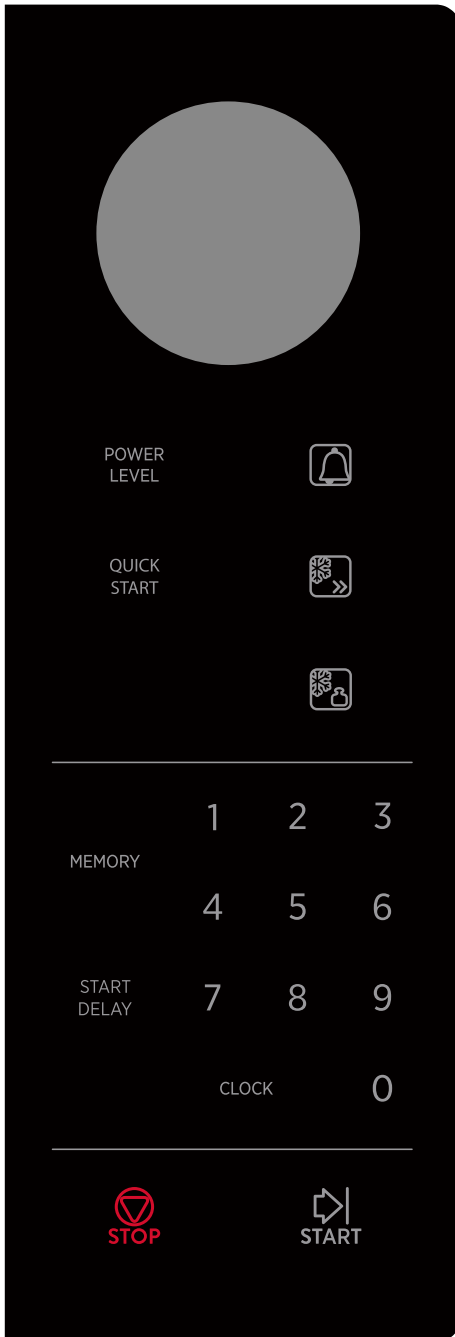 POWER
LEVEL
QUICK
START
1 2 3
MEMORY
4 5 6
START
DELAY
7 8 9
CLOCK 0
STOP
START